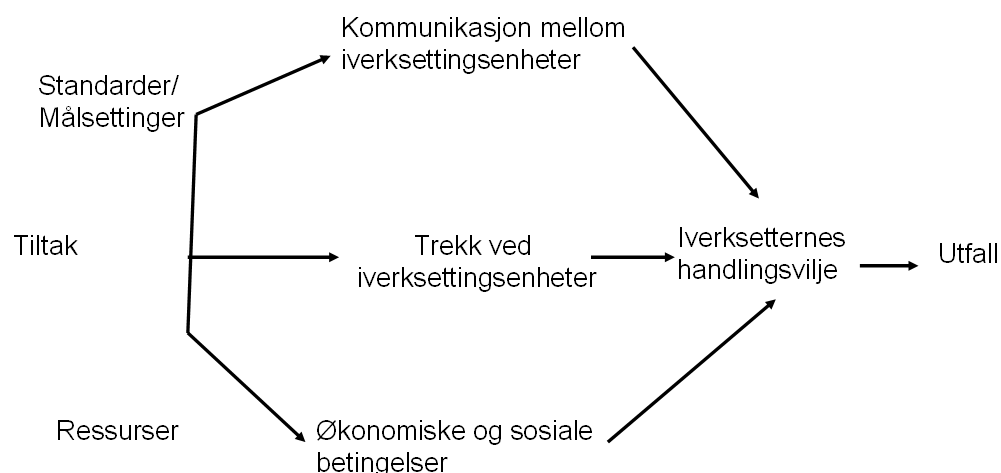 Kommunikasjon mellom
iverksettingsenheter
Standarder/
Målsettinger
Tiltak
Trekk ved
iverksettingsenheter
Iverksetternes
handlingsvilje
Utfall
Ressurser
Økonomiske og sosiale
betingelser